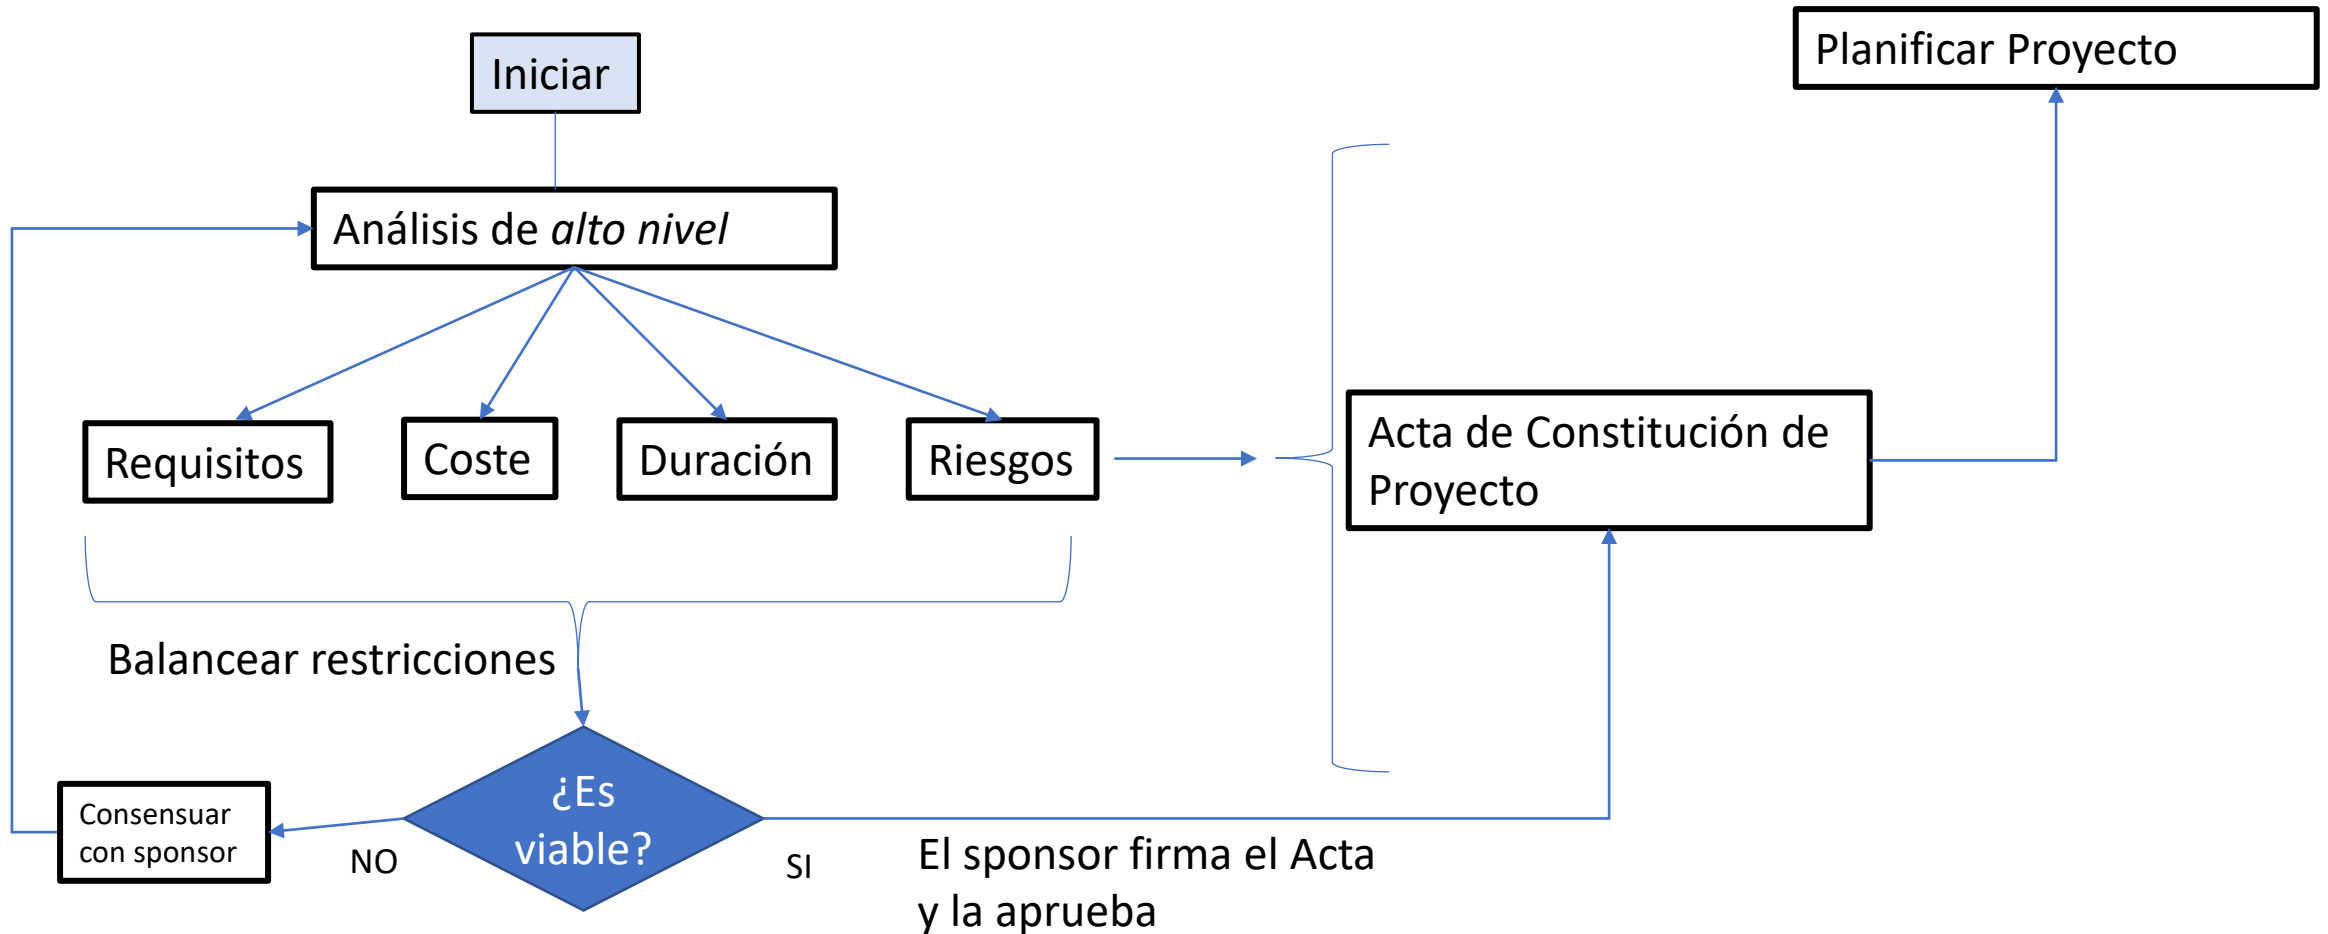 Planificar Proyecto
Iniciar
Análisis de alto nivel
Requisitos
Coste
Duración
Riesgos
Acta de Constitución de
Proyecto
Balancear restricciones
¿Es
viable?
Consensuar
con sponsor
NO
SI
El sponsor firma el Acta
y la aprueba